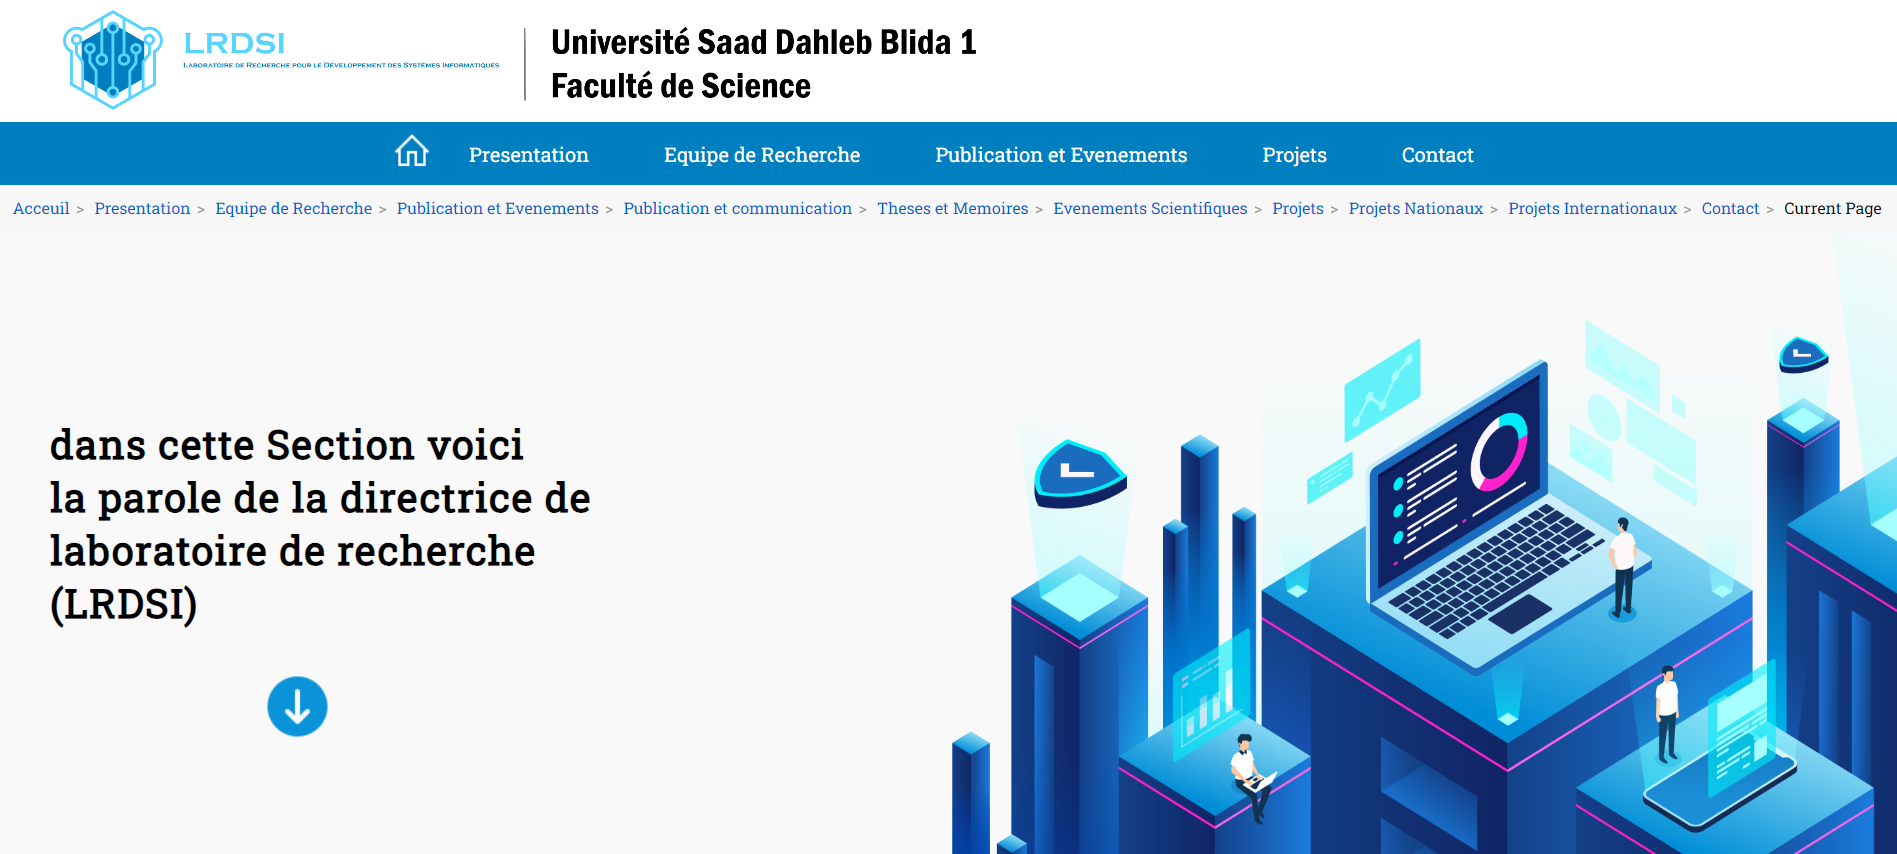 LRDSI
LABORATOIRE DE RECHERCHE POUR LE DÉVELOPPEMENT DES SYSTÈMES INFORMATIQUES
Université Saad Dahleb Blida 1
Faculté de Science
Presentation Equipe de Recherche Publication et Evenements Projets Contact
Acceuil > Presentation > Equipe de Recherche > Publication et Evenements > Publication et communication > Theses et Memoires > Evenements Scientifiques > Projets > Projets Nationaux > Projets Internationaux > Contact > Current Page
dans cette Section voici
la parole de la directrice de
laboratoire de recherche
(LRDSI)